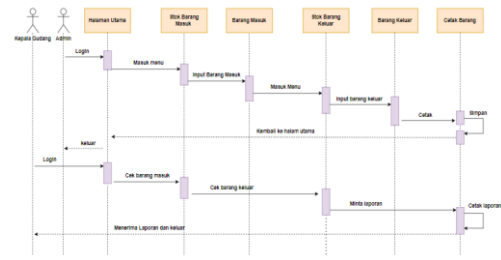 Kepala Gudang
Admin
Halaman Utama
Stok Barang
Masuk
Barang Masuk
Stok Barang
Keluar
Barang Keluar
Cetak Barang
Login
Masuk menu
Input Barang Masuk
Masuk Menu
Input barang keluar
Cetak
Simpan
Kembali ke halam utama
keluar
Login
Cek barang masuk
Cek barang keluar
Minta laporan
Cetak laporan
Menerima Laporan dan keluar